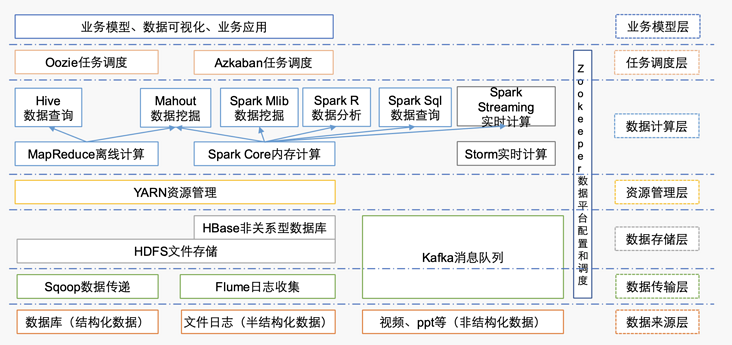 业务模型、数据可视化、业务应用
业务模型层
Oozie任务调度
Azkaban任务调度
任务调度层
Hive
数据查询
Mahout
数据挖掘
Spark Mlib
数据挖掘
Spark R
数据分析
Spark Sql
数据查询
Spark
Streaming
实时计算
MapReduce离线计算
Spark Core内存计算
Storm实时计算
数据计算层
Zookeeper数据平台配置和调度
YARN资源管理
资源管理层
HBase非关系型数据库
HDFS文件存储
Kafka消息队列
数据存储层
Sqoop数据传递
Flume日志收集
数据传输层
数据库（结构化数据）
文件日志（半结构化数据）
视频、ppt等（非结构化数据）
数据来源层